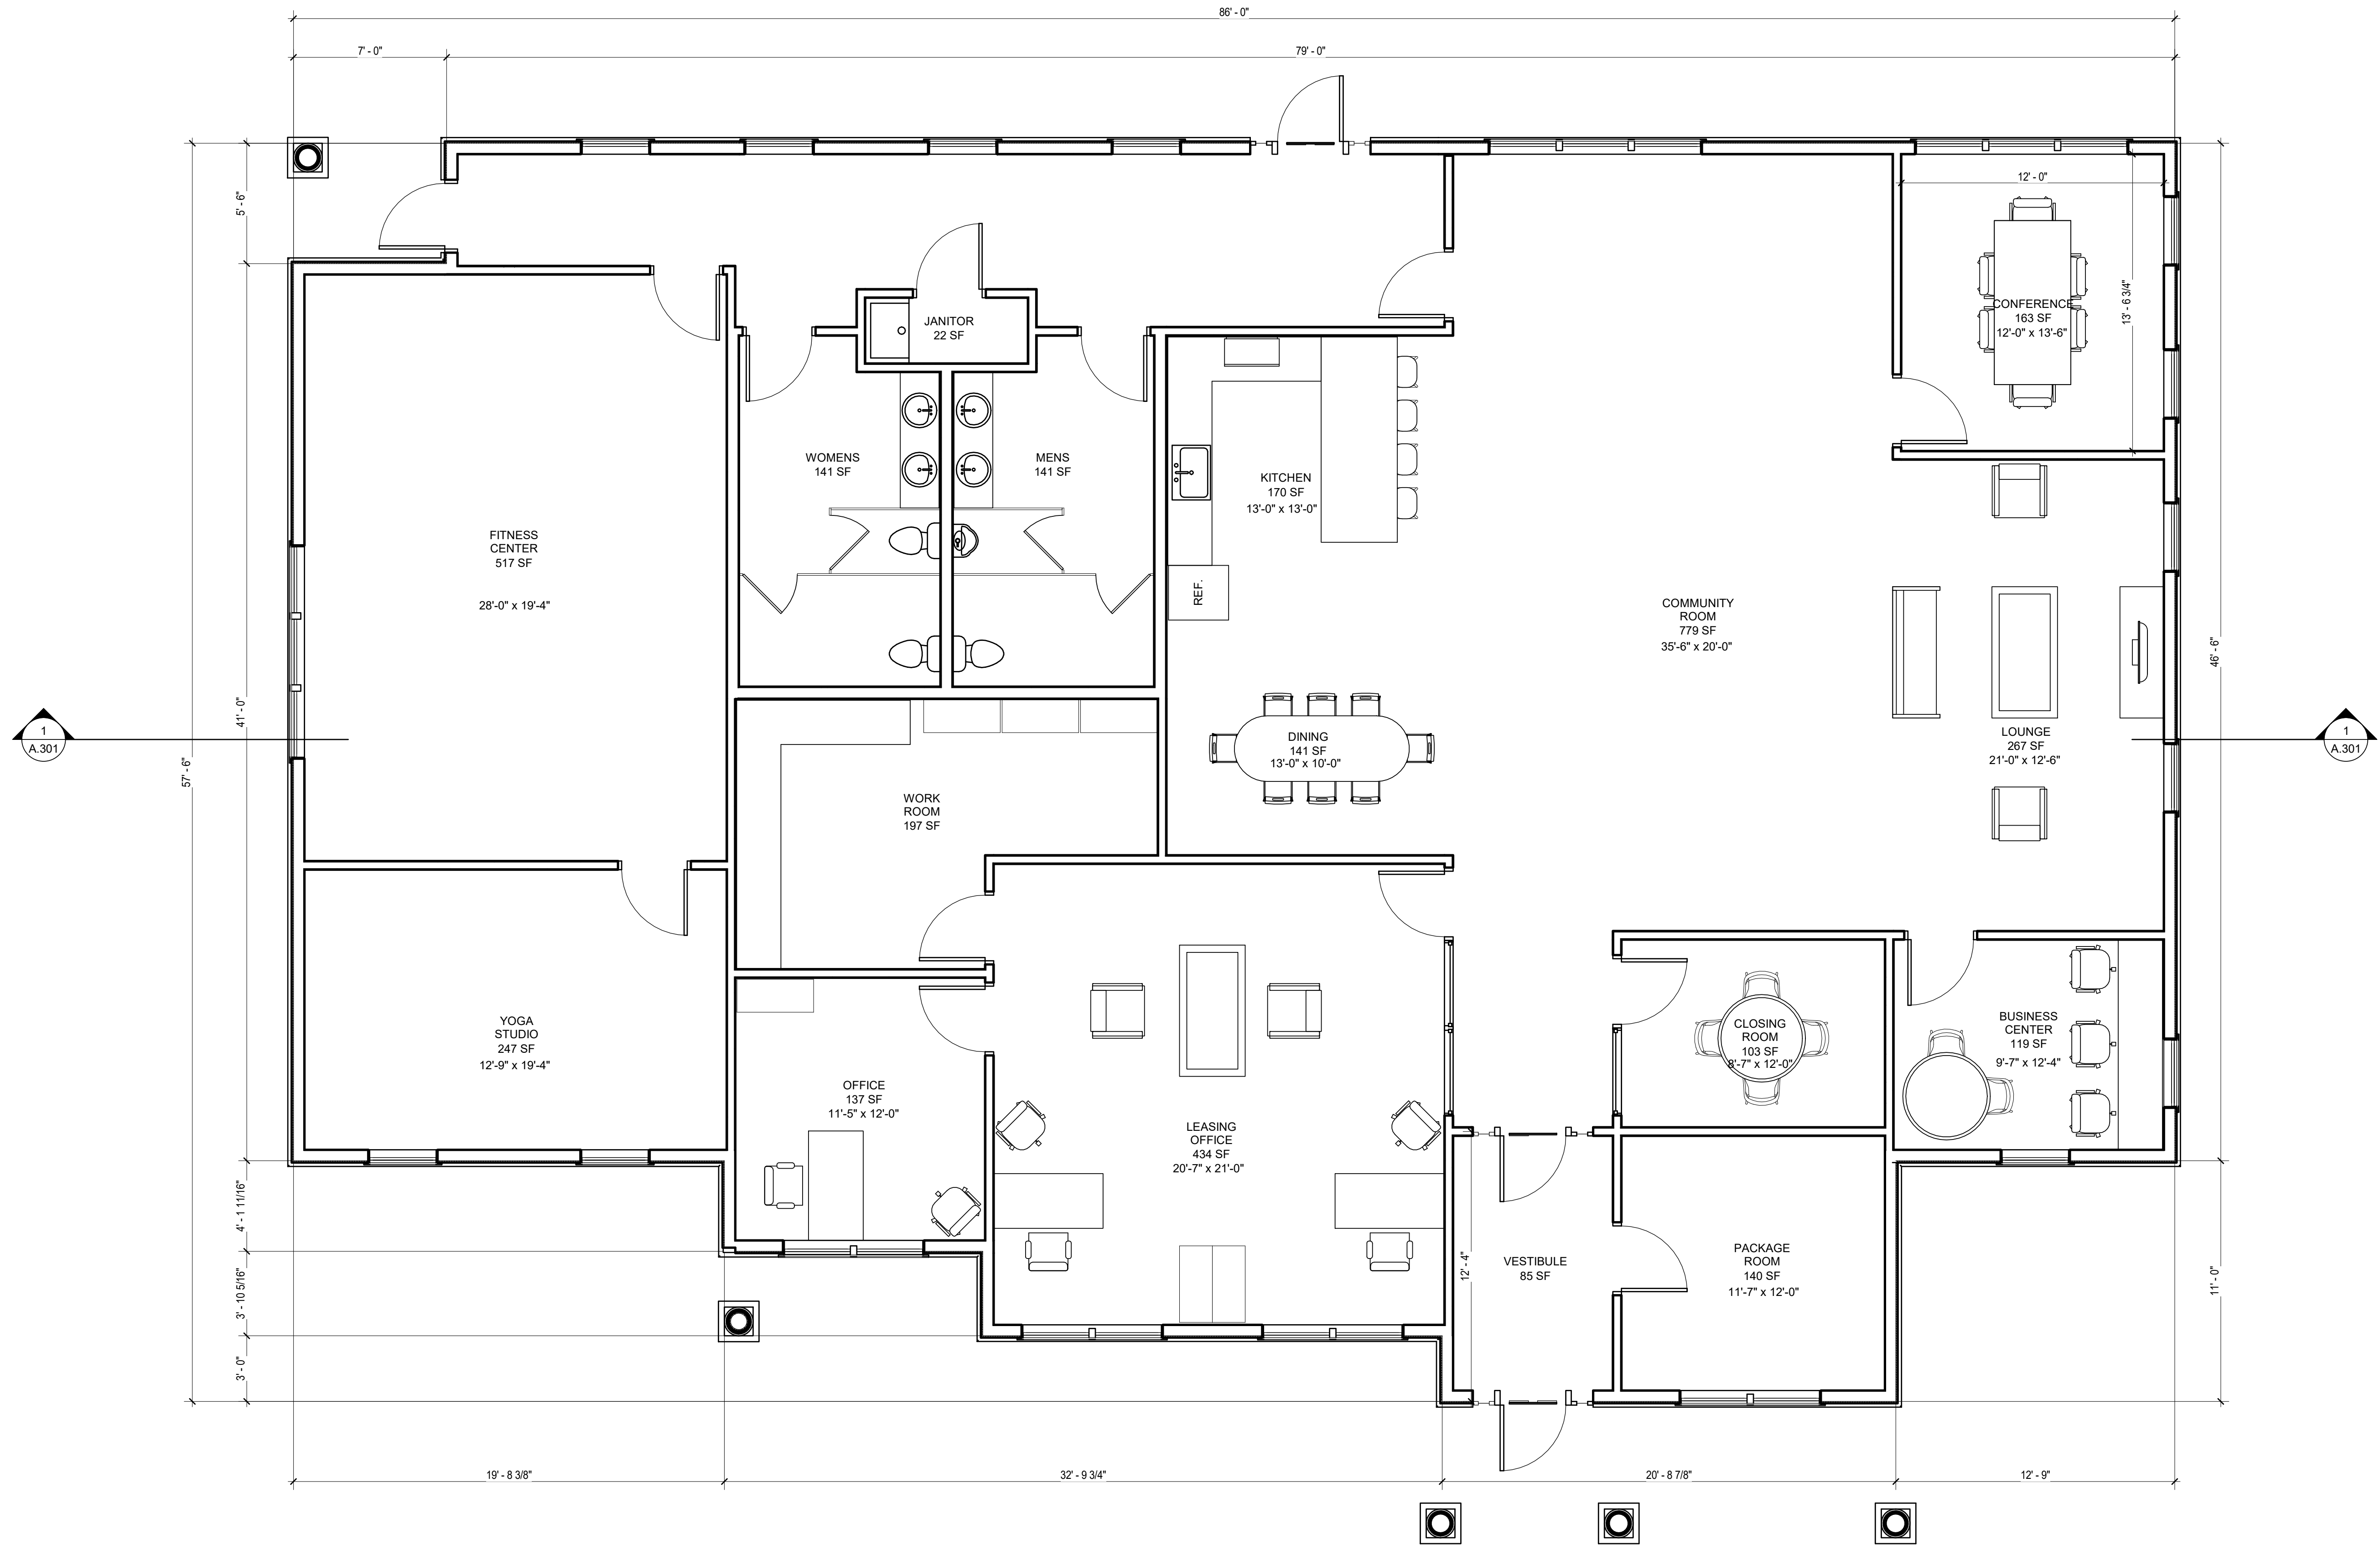 86' - 0"
7' - 0"
79' - 0"
5' - 6"
12' - 0"
13' - 6 3/4"
CONFERENCE
163 SF
12'-0" x 13'-6"
JANITOR
22 SF
WOMENS
141 SF
MENS
141 SF
KITCHEN
170 SF
13'-0" x 13'-0"
REF.
FITNESS
CENTER
517 SF
28'-0" x 19'-4"
COMMUNITY
ROOM
779 SF
35'-6" x 20'-0"
46' - 6"
41' - 0"
57' - 6"
1
A.301
DINING
141 SF
13'-0" x 10'-0"
LOUNGE
267 SF
21'-0" x 12'-6"
1
A.301
WORK
ROOM
197 SF
YOGA
STUDIO
247 SF
12'-9" x 19'-4"
CLOSING
ROOM
103 SF
8'-7" x 12'-0"
BUSINESS
CENTER
119 SF
9'-7" x 12'-4"
OFFICE
137 SF
11'-5" x 12'-0"
LEASING
OFFICE
434 SF
20'-7" x 21'-0"
4' - 1 11/16"
3' - 10 5/16"
3' - 0"
12' - 4"
VESTIBULE
85 SF
PACKAGE
ROOM
140 SF
11'-7" x 12'-0"
11' - 0"
19' - 8 3/8"
32' - 9 3/4"
20' - 8 7/8"
12' - 9"